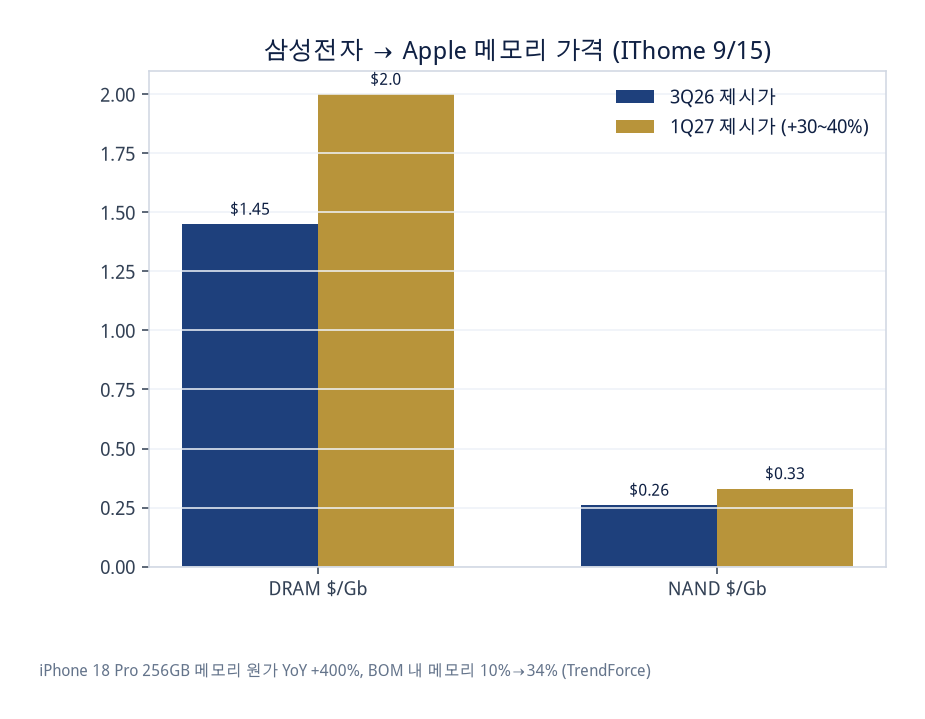 삼성전자 → Apple 메모리 가격 (IThome 9/15)
$2.0
2.00
3Q26 제시가
1Q27 제시가 (+30~40%)
1.75
$1.45
1.50
1.25
1.00
0.75
0.50
$0.33
$0.26
0.25
0.00
DRAM $/Gb
NAND $/Gb
iPhone 18 Pro 256GB 메모리 원가 YoY +400%, BOM 내 메모리 10%→34% (TrendForce)